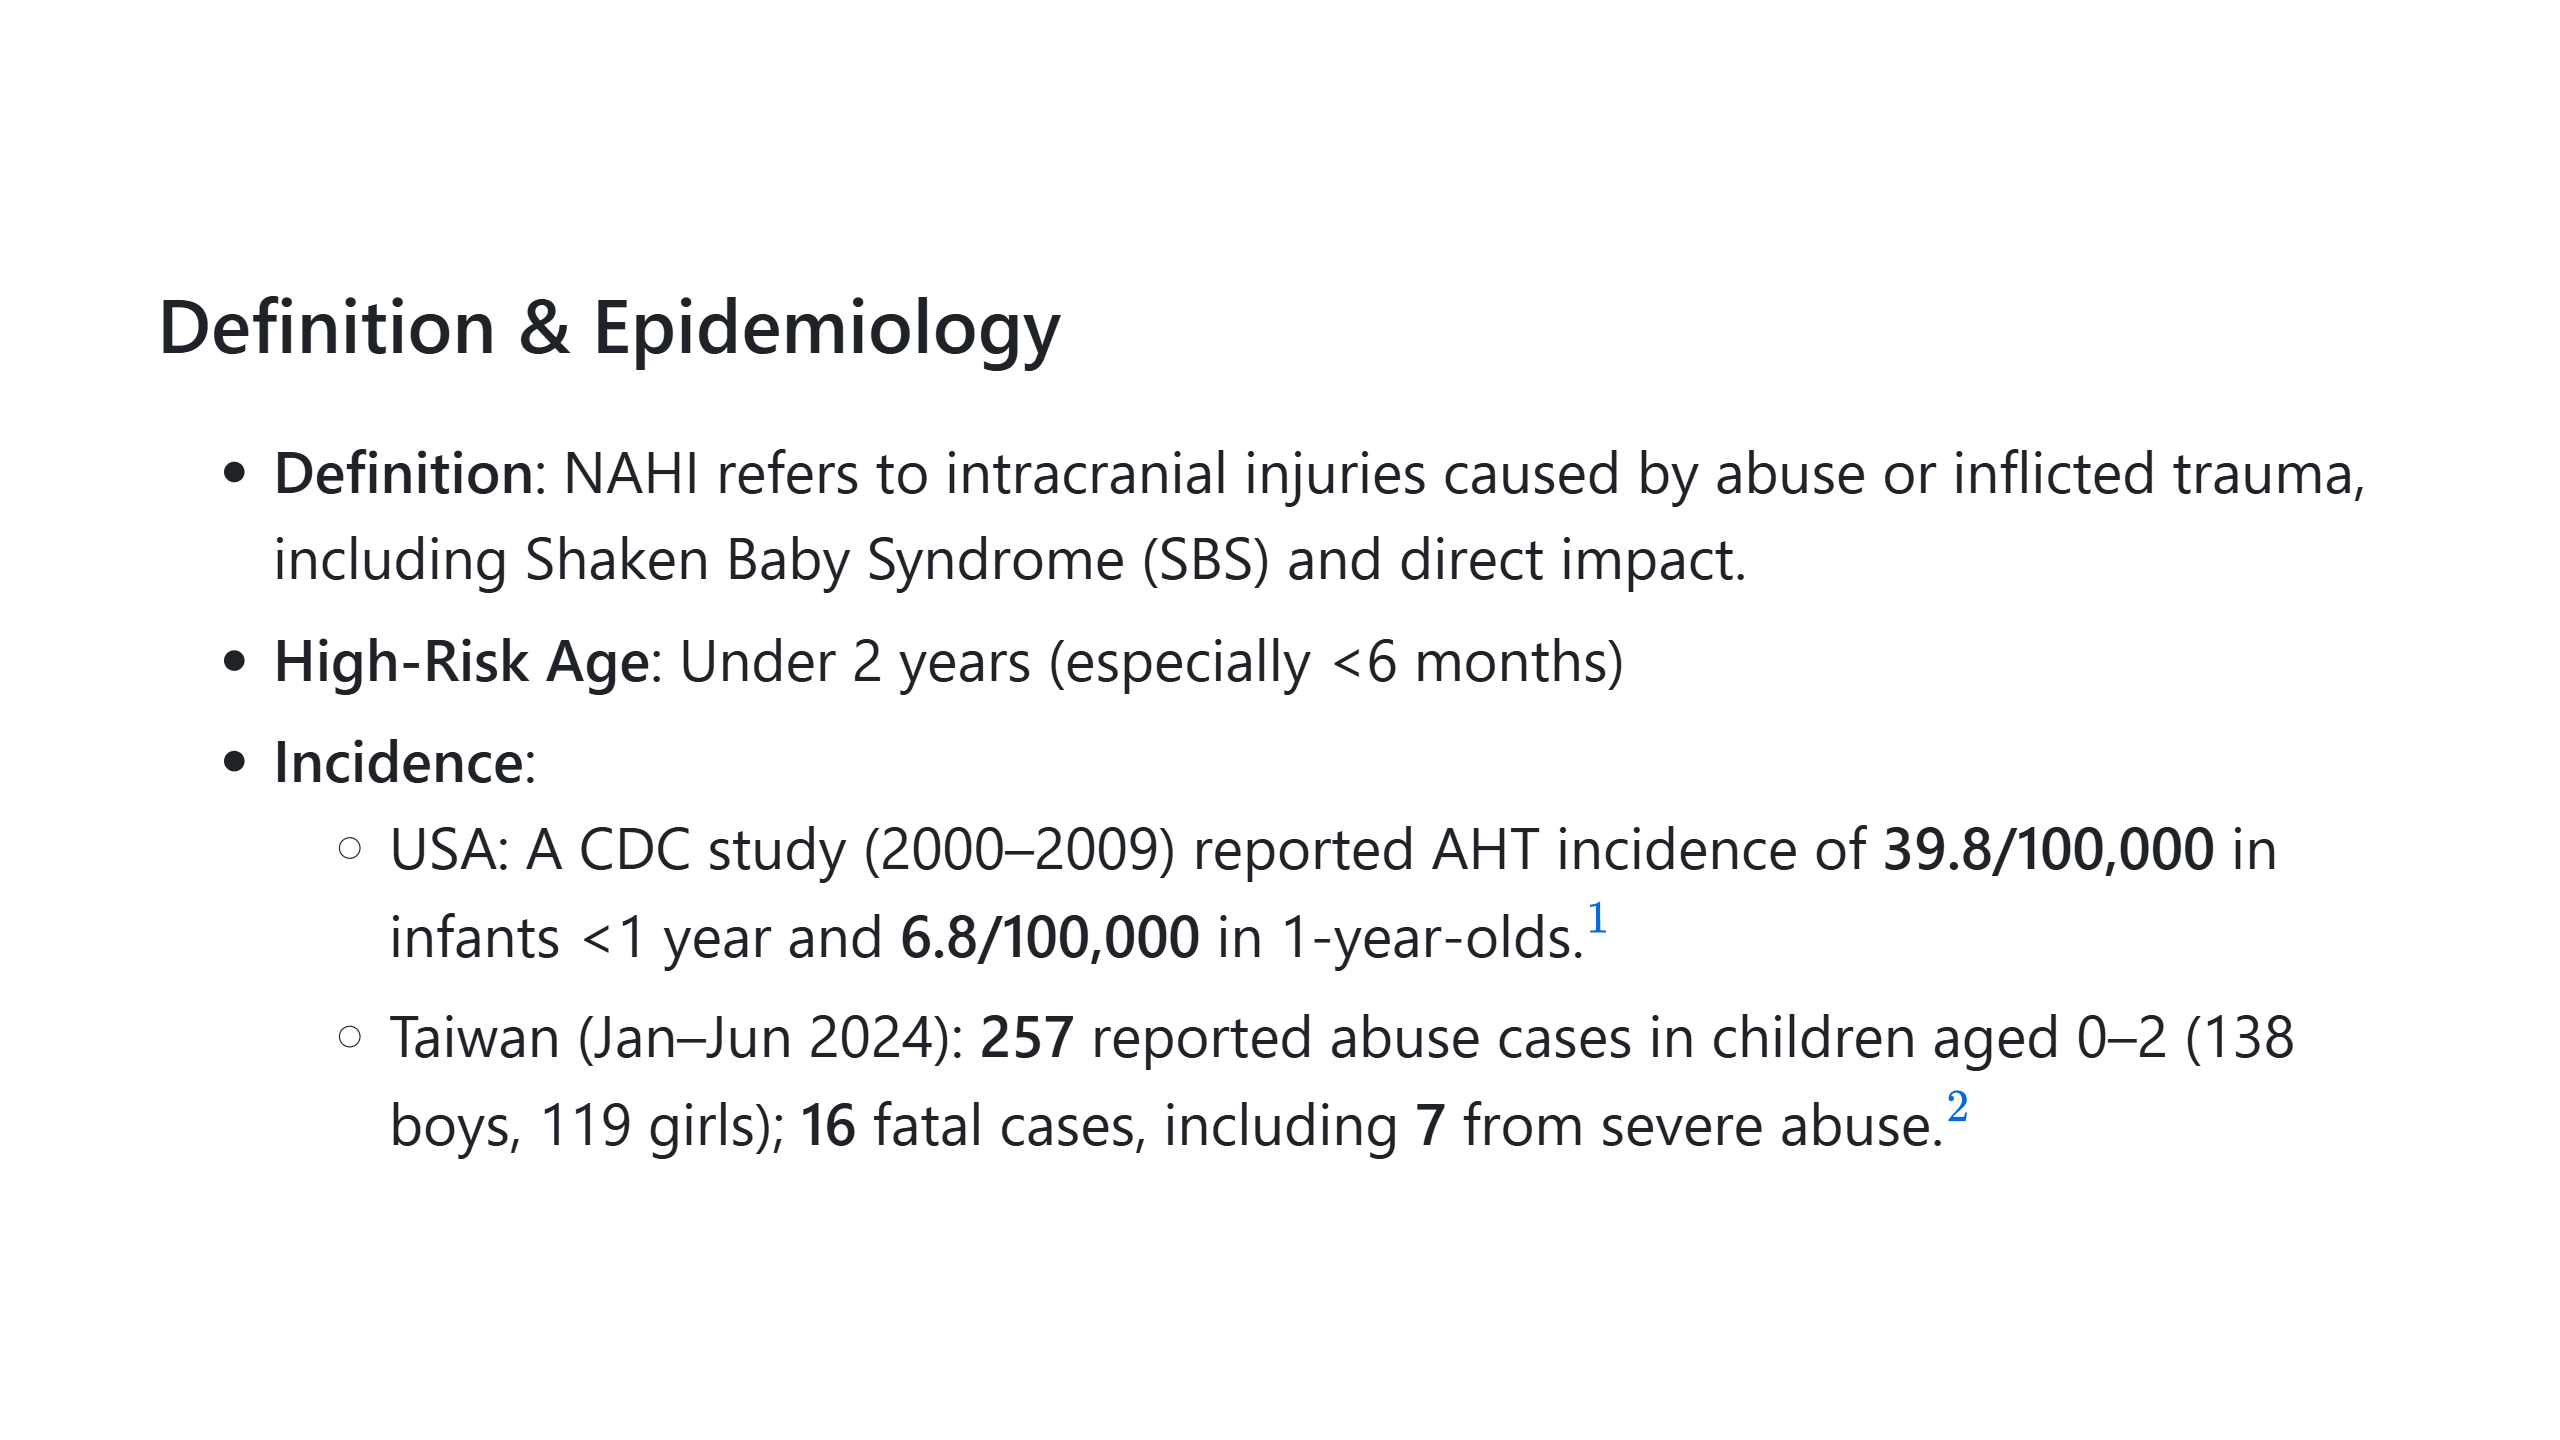 Definition & Epidemiology
• Definition: NAHI refers to intracranial injuries caused by abuse or inflicted trauma,
including Shaken Baby Syndrome (SBS) and direct impact.
• High-Risk Age: Under 2 years (especially <6 months)
• Incidence:
○ USA: A CDC study (2000–2009) reported AHT incidence of 39.8/100,000 in
infants <1 year and 6.8/100,000 in 1-year-olds.1
○ Taiwan (Jan–Jun 2024): 257 reported abuse cases in children aged 0–2 (138
boys, 119 girls); 16 fatal cases, including 7 from severe abuse.2